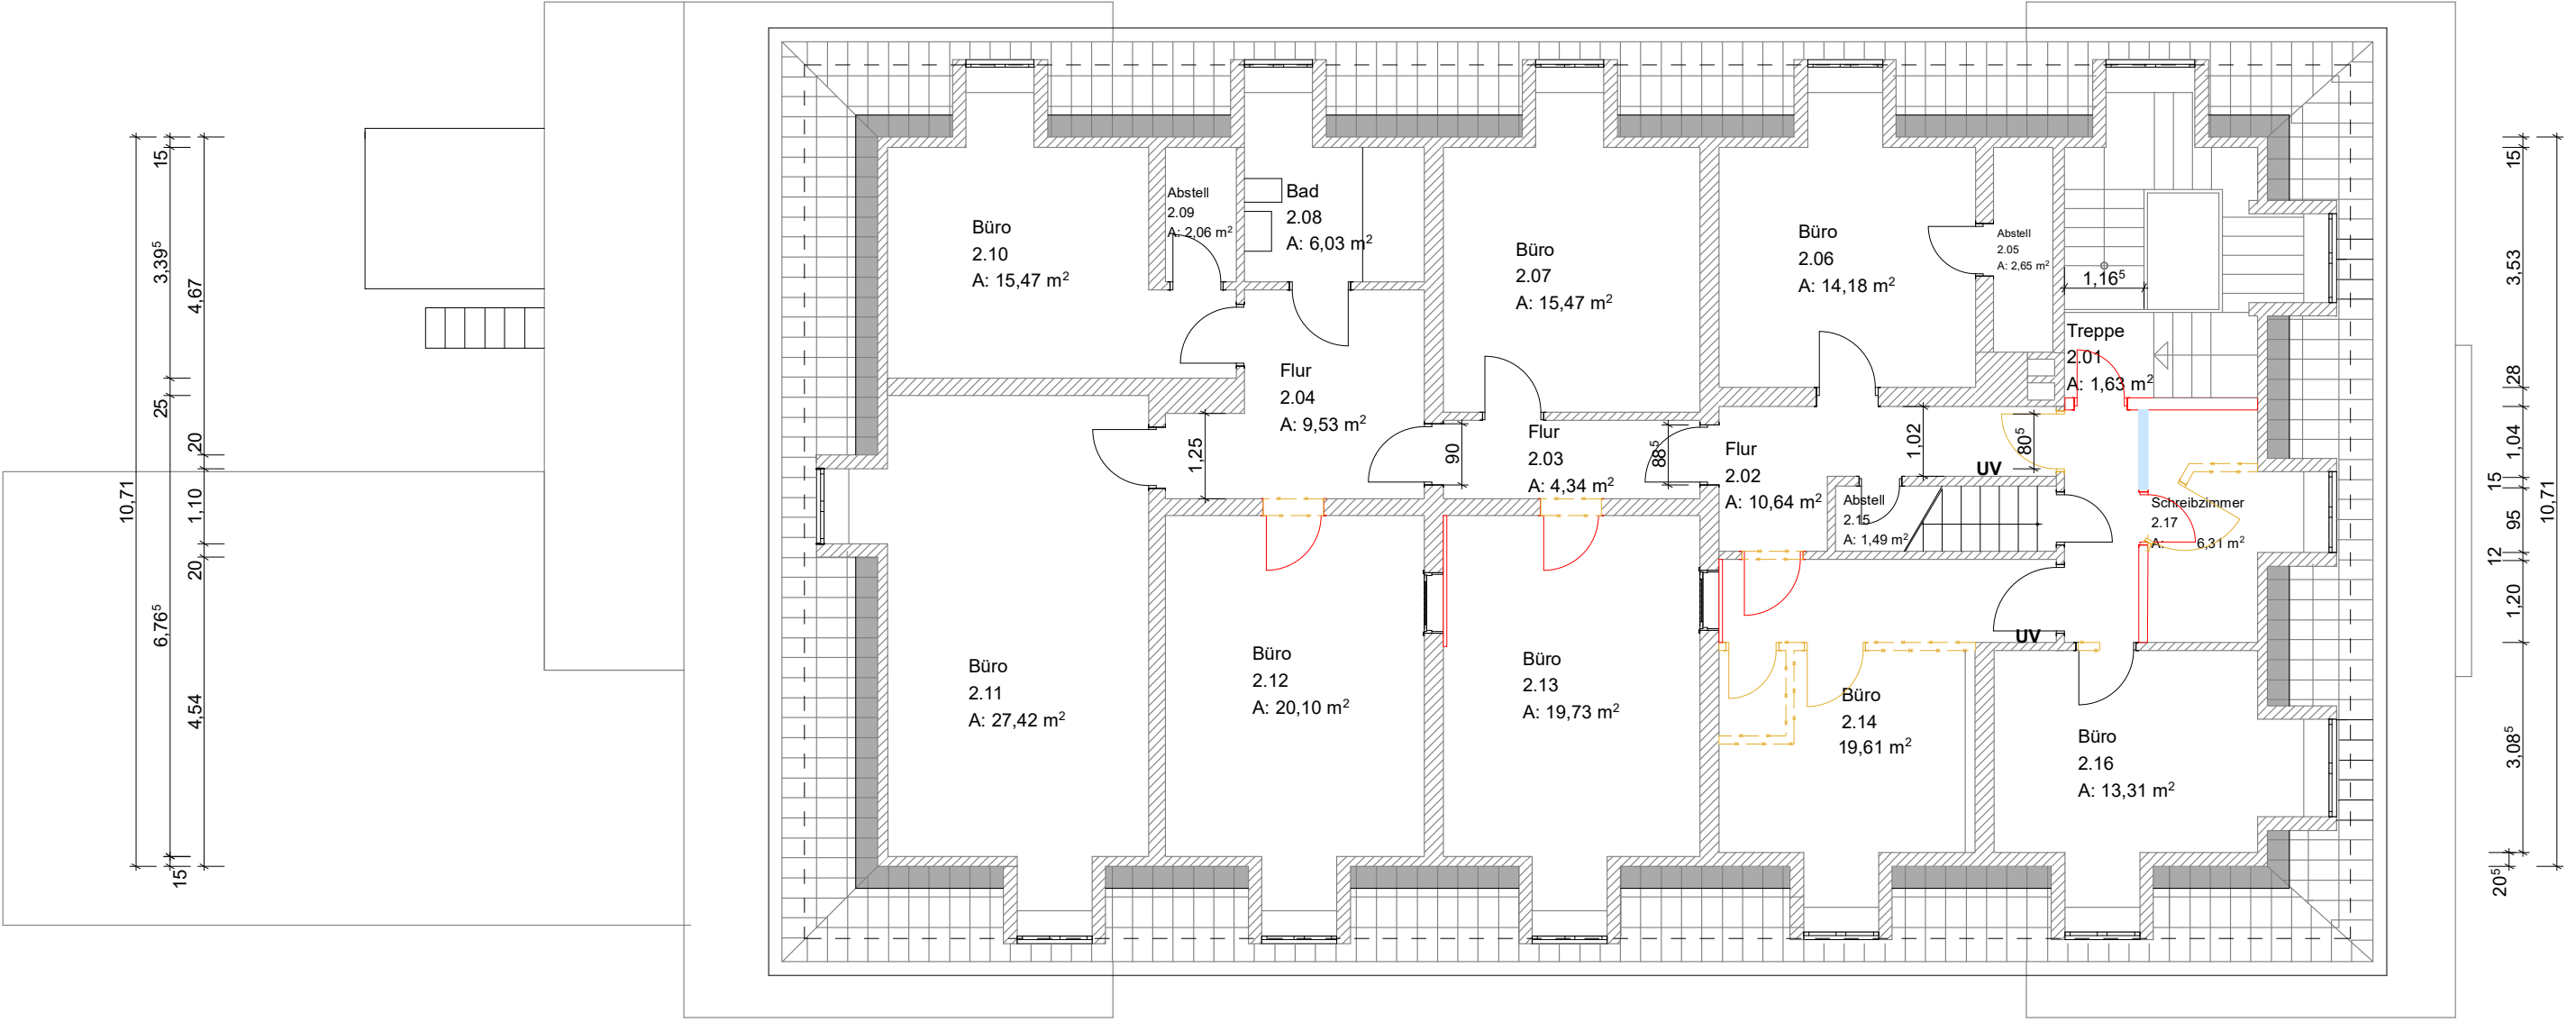 10,71
15
3,39⁵
25
6,76⁵
15
4,67
20
1,10
20
4,54
Büro
2.10
A: 15,47 m²
Abstell
2.09
A: 2,06 m²
Bad
2.08
A: 6,03 m²
Büro
2.07
A: 15,47 m²
Büro
2.06
A: 14,18 m²
Abstell
2.05
A: 2,65 m²
1,16⁵
Treppe
2.01
A: 1,63 m²
Flur
2.04
A: 9,53 m²
1,25
90
Flur
2.03
A: 4,34 m²
88⁵
Flur
2.02
A: 10,64 m²
1,02
UV
80⁵
Abstell
2.15
A: 1,49 m²
Schreibzimmer
2.17
A: 6,31 m²
UV
Büro
2.11
A: 27,42 m²
Büro
2.12
A: 20,10 m²
Büro
2.13
A: 19,73 m²
Büro
2.14
19,61 m²
Büro
2.16
A: 13,31 m²
15
3,53
28
1,04
15
95
12
1,20
3,08⁵
20⁵
10,71